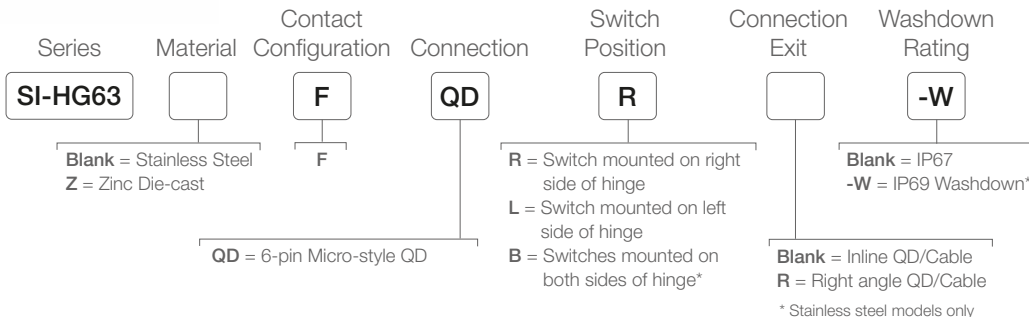 Series
Material
Contact
Configuration
Connection
Switch
Position
Connection
Exit
Washdown
Rating
SI-HG63
F
QD
R
-W
Blank = Stainless Steel
Z = Zinc Die-cast
F
QD = 6-pin Micro-style QD
R = Switch mounted on right
side of hinge
L = Switch mounted on left
side of hinge
B = Switches mounted on
both sides of hinge*
Blank = Inline QD/Cable
R = Right angle QD/Cable
Blank = IP67
-W = IP69 Washdown*
* Stainless steel models only